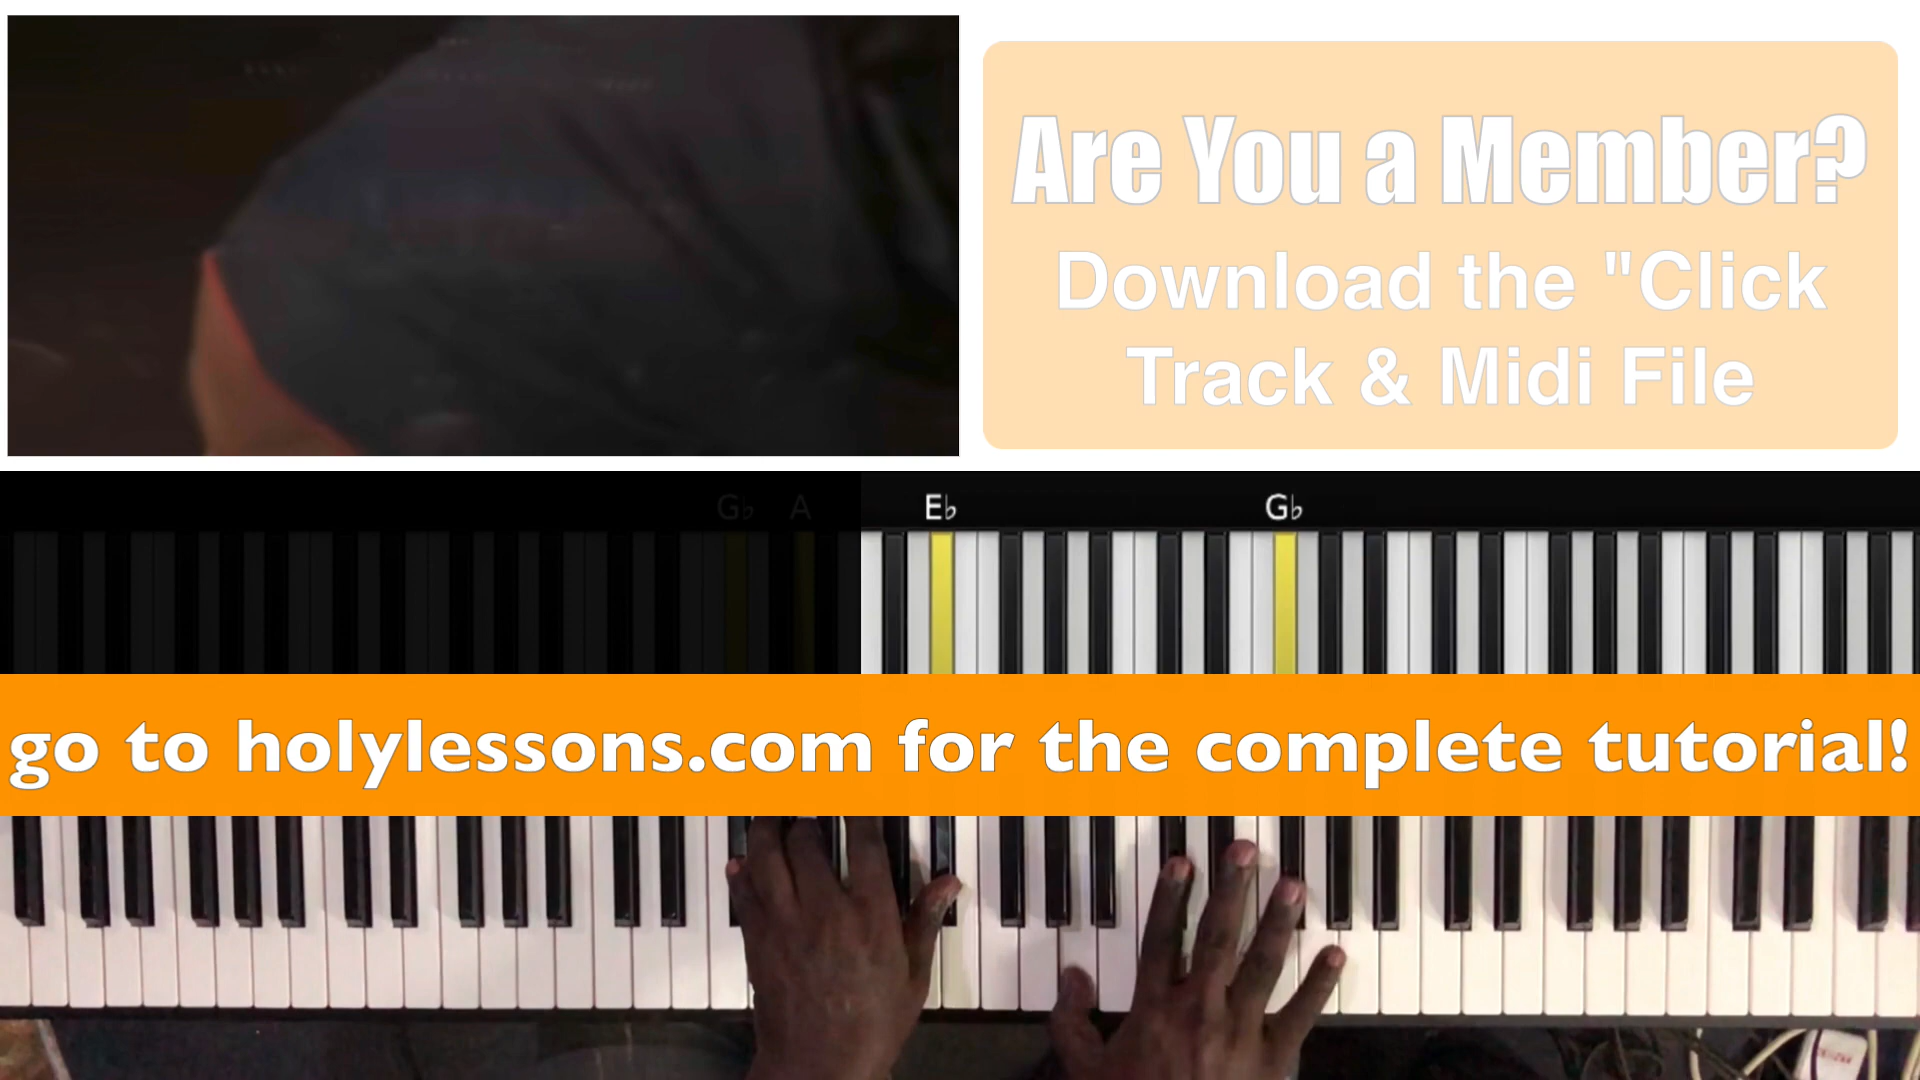 Are You a Member?
Download the "Click
Track & Midi File
G♭ A E♭ G♭
go to holylessons.com for the complete tutorial!